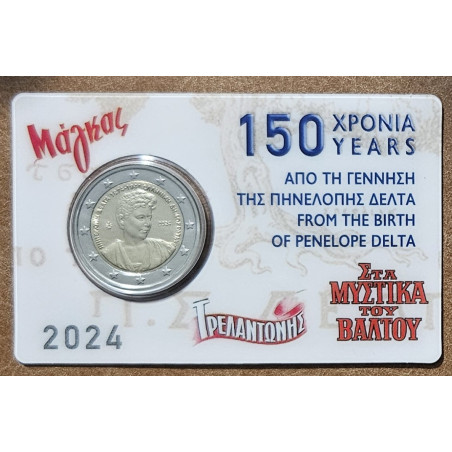 Μάγκας
150 ΧΡΟΝΙΑ
YEARS
ΑΠΟ ΤΗ ΓΕΝΝΗΣΗ
ΤΗΣ ΠΗΝΕΛΟΠΗΣ ΔΕΛΤΑ
FROM THE BIRTH
OF PENELOPE DELTA
2024
ΤΡΕΛΑΝΤΩΝΗΣ
ΣΤΑ
ΜΥΣΤΙΚΑ
ΤΟΥ
ΒΑΛΤΟΥ